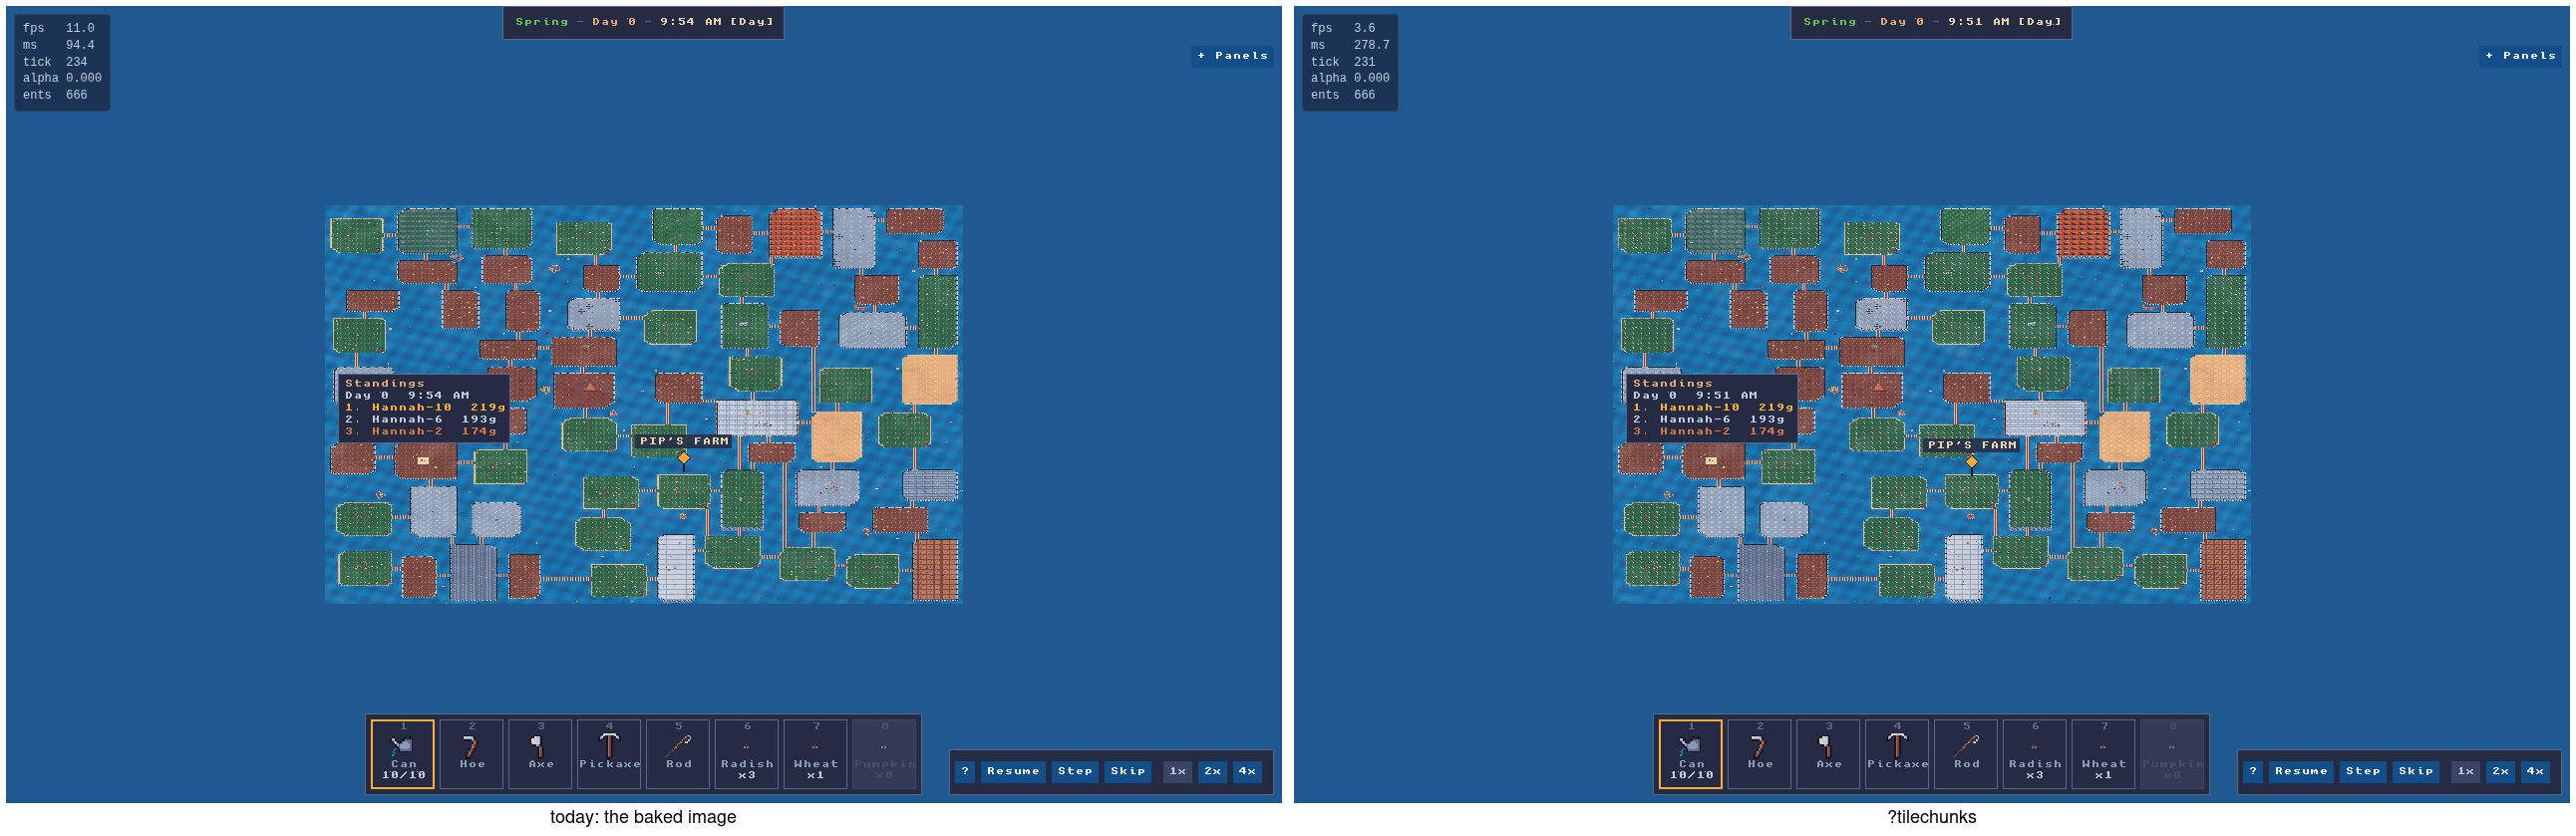 fps 11.0
ms 94.4
tick 234
alpha 0.000
ents 666
Spring - Day 0 - 9:54 AM [Day]
+ Panels
Standings
Day 0 9:54 AM
1. Hannah-10 219g
2. Hannah-6 193g
3. Hannah-2 174g
PIP'S FARM
1 2 3 4 5 6 7 8
Can Hoe Axe Pickaxe Rod Radish Wheat Pumpkin
10/10 x3 x1 x0
? Resume Step Skip 1x 2x 4x
today: the baked image
fps 3.6
ms 278.7
tick 231
alpha 0.000
ents 666
Spring - Day 0 - 9:51 AM [Day]
+ Panels
Standings
Day 0 9:51 AM
1. Hannah-10 219g
2. Hannah-6 193g
3. Hannah-2 174g
PIP'S FARM
1 2 3 4 5 6 7 8
Can Hoe Axe Pickaxe Rod Radish Wheat Pumpkin
10/10 x3 x1 x0
? Resume Step Skip 1x 2x 4x
?tilechunks